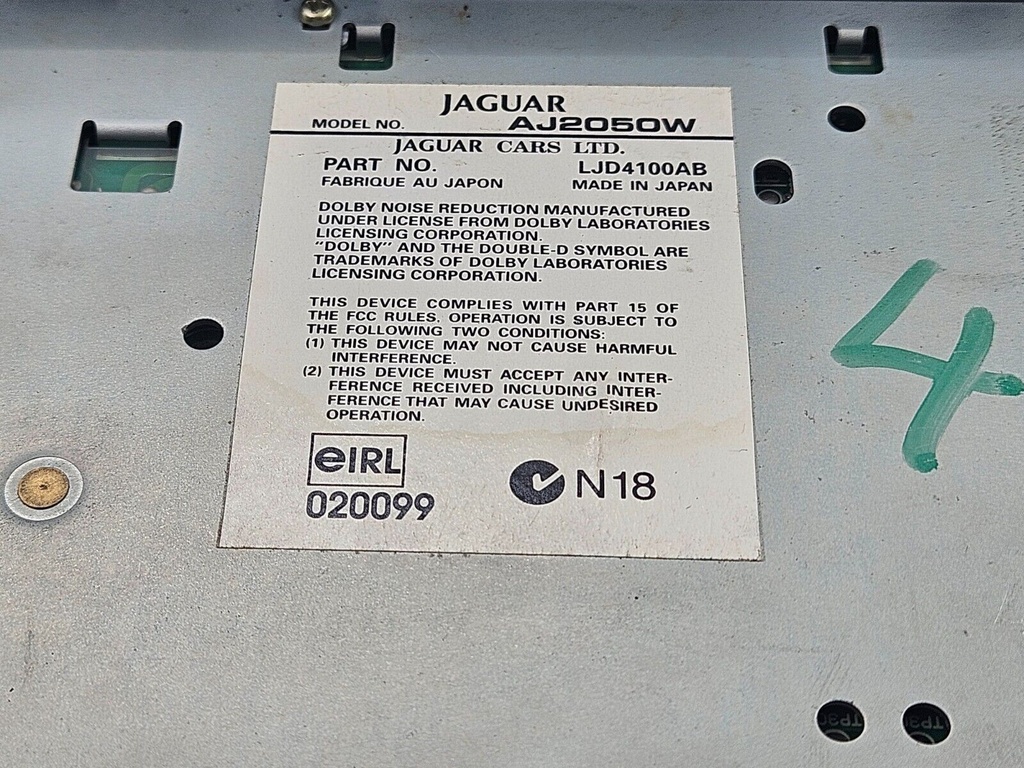 JAGUAR
MODEL NO. AJ2050W
JAGUAR CARS LTD.
PART NO. LJD4100AB
FABRIQUE AU JAPON MADE IN JAPAN
DOLBY NOISE REDUCTION MANUFACTURED
UNDER LICENSE FROM DOLBY LABORATORIES
LICENSING CORPORATION.
"DOLBY" AND THE DOUBLE-D SYMBOL ARE
TRADEMARKS OF DOLBY LABORATORIES
LICENSING CORPORATION.
THIS DEVICE COMPLIES WITH PART 15 OF
THE FCC RULES. OPERATION IS SUBJECT TO
THE FOLLOWING TWO CONDITIONS:
(1) THIS DEVICE MAY NOT CAUSE HARMFUL
INTERFERENCE.
(2) THIS DEVICE MUST ACCEPT ANY INTER-
FERENCE RECEIVED INCLUDING INTER-
FERENCE THAT MAY CAUSE UNDESIRED
OPERATION.
eIRL
020099
N18
4